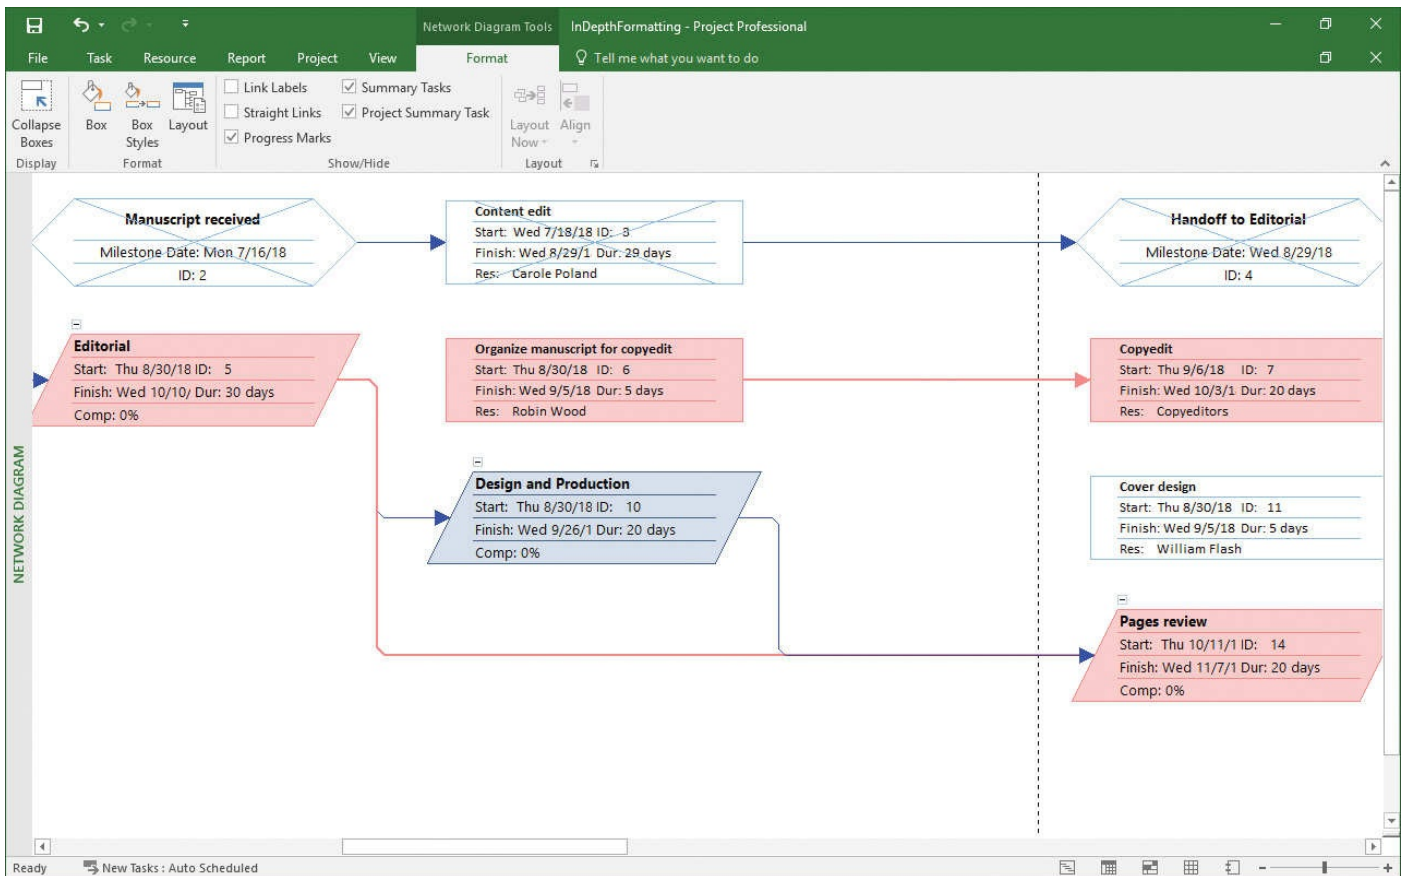 Network Diagram Tools InDepthFormatting - Project Professional
File Task Resource Report Project View Format Tell me what you want to do
Collapse Boxes
Box
Box Styles
Layout
Link Labels
Straight Links
Progress Marks
Summary Tasks
Project Summary Task
Layout Now
Align
Display Format Show/Hide Layout
NETWORK DIAGRAM
Manuscript received
Milestone Date: Mon 7/16/18
ID: 2
Content edit
Start: Wed 7/18/18 ID: 3
Finish: Wed 8/29/1 Dur: 29 days
Res: Carole Poland
Handoff to Editorial
Milestone Date: Wed 8/29/18
ID: 4
Editorial
Start: Thu 8/30/18 ID: 5
Finish: Wed 10/10/ Dur: 30 days
Comp: 0%
Organize manuscript for copyedit
Start: Thu 8/30/18 ID: 6
Finish: Wed 9/5/18 Dur: 5 days
Res: Robin Wood
Copyedit
Start: Thu 9/6/18 ID: 7
Finish: Wed 10/3/1 Dur: 20 days
Res: Copyeditors
Design and Production
Start: Thu 8/30/18 ID: 10
Finish: Wed 9/26/1 Dur: 20 days
Comp: 0%
Cover design
Start: Thu 8/30/18 ID: 11
Finish: Wed 9/5/18 Dur: 5 days
Res: William Flash
Pages review
Start: Thu 10/11/1 ID: 14
Finish: Wed 11/7/1 Dur: 20 days
Comp: 0%
Ready New Tasks : Auto Scheduled